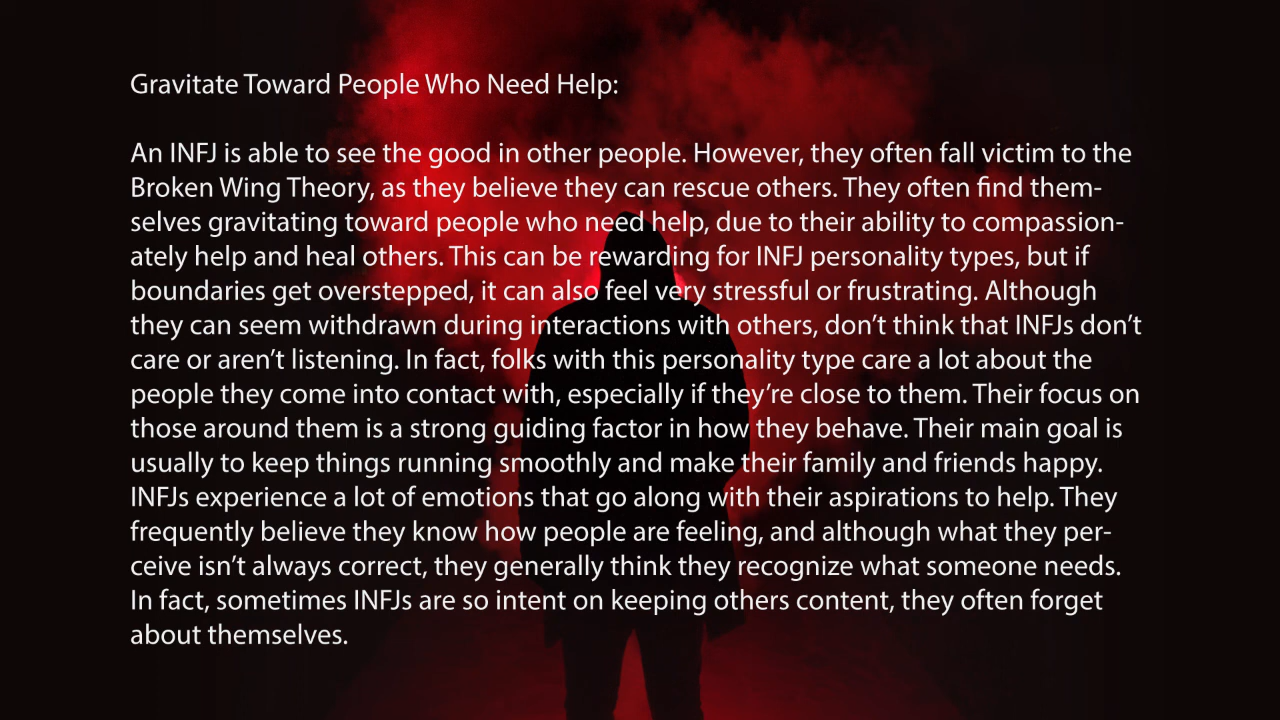 Gravitate Toward People Who Need Help:
An INFJ is able to see the good in other people. However, they often fall victim to the
Broken Wing Theory, as they believe they can rescue others. They often find them-
selves gravitating toward people who need help, due to their ability to compassion-
ately help and heal others. This can be rewarding for INFJ personality types, but if
boundaries get overstepped, it can also feel very stressful or frustrating. Although
they can seem withdrawn during interactions with others, don’t think that INFJs don’t
care or aren’t listening. In fact, folks with this personality type care a lot about the
people they come into contact with, especially if they’re close to them. Their focus on
those around them is a strong guiding factor in how they behave. Their main goal is
usually to keep things running smoothly and make their family and friends happy.
INFJs experience a lot of emotions that go along with their aspirations to help. They
frequently believe they know how people are feeling, and although what they per-
ceive isn’t always correct, they generally think they recognize what someone needs.
In fact, sometimes INFJs are so intent on keeping others content, they often forget
about themselves.